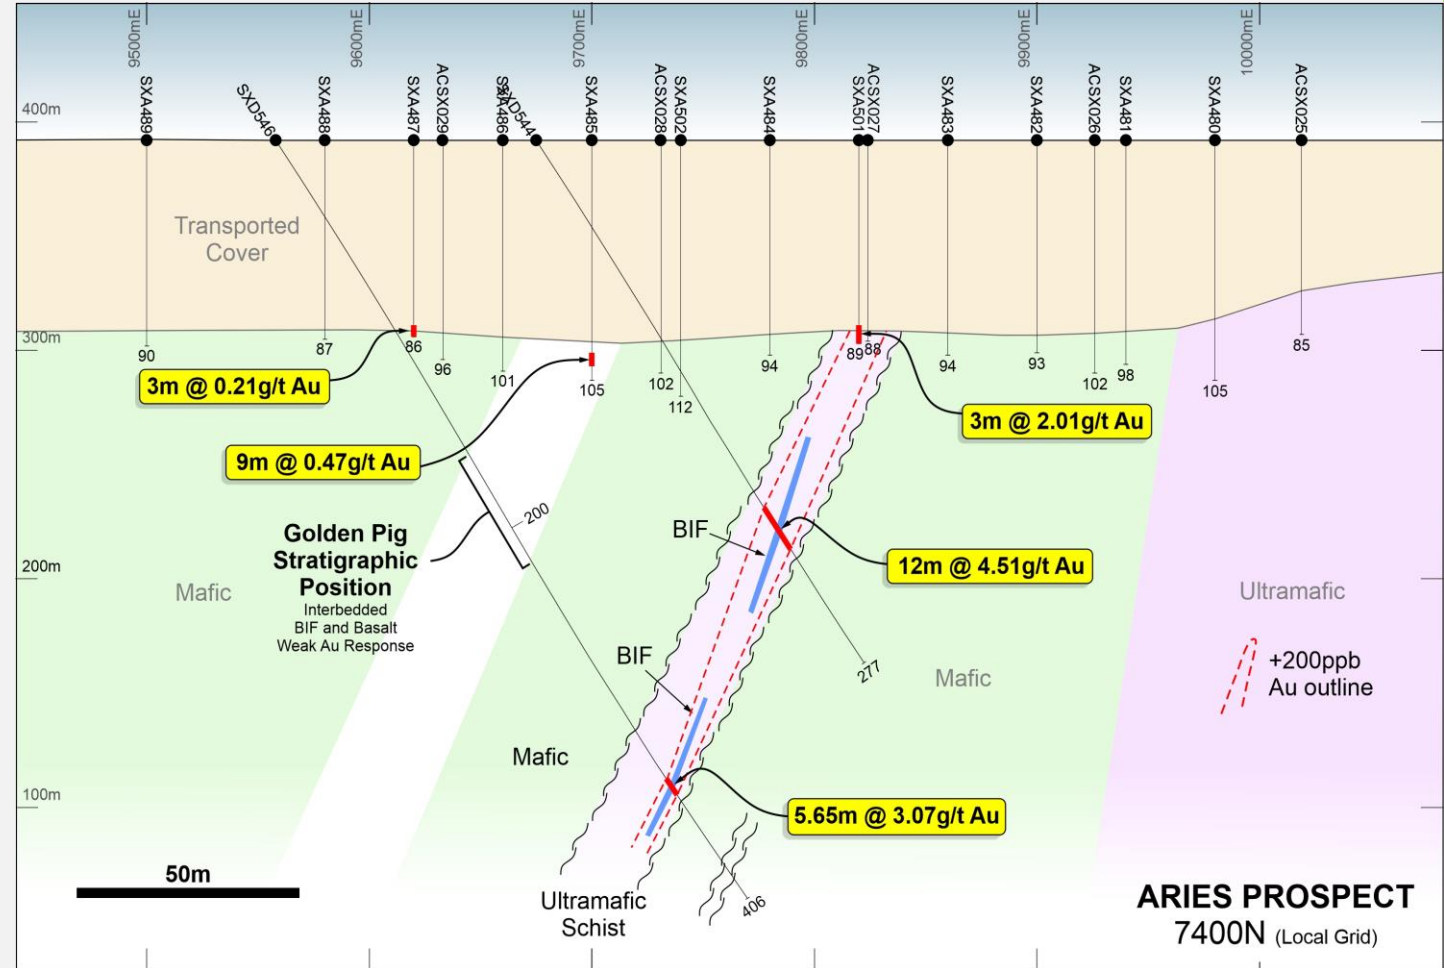 9500mE
9600mE
9700mE
9800mE
9900mE
10000mE
SXA489
SXD546
SXA488
SXA487
ACSX029
SXA486
SXD544
SXA485
ACSX028
SXA502
SXA484
SXA501
ACSX027
SXA483
SXA482
ACSX026
SXA481
SXA480
ACSX025
400m
Transported
Cover
300m
90
87
86
96
101
105
102
112
94
89
88
94
93
102
98
105
85
3m @ 0.21g/t Au
3m @ 2.01g/t Au
9m @ 0.47g/t Au
200
Golden Pig
Stratigraphic
Position
Interbedded
BIF and Basalt
Weak Au Response
BIF
12m @ 4.51g/t Au
200m
Mafic
Ultramafic
BIF
277
Mafic
+200ppb
Au outline
Mafic
100m
5.65m @ 3.07g/t Au
50m
406
Ultramafic
Schist
ARIES PROSPECT
7400N (Local Grid)